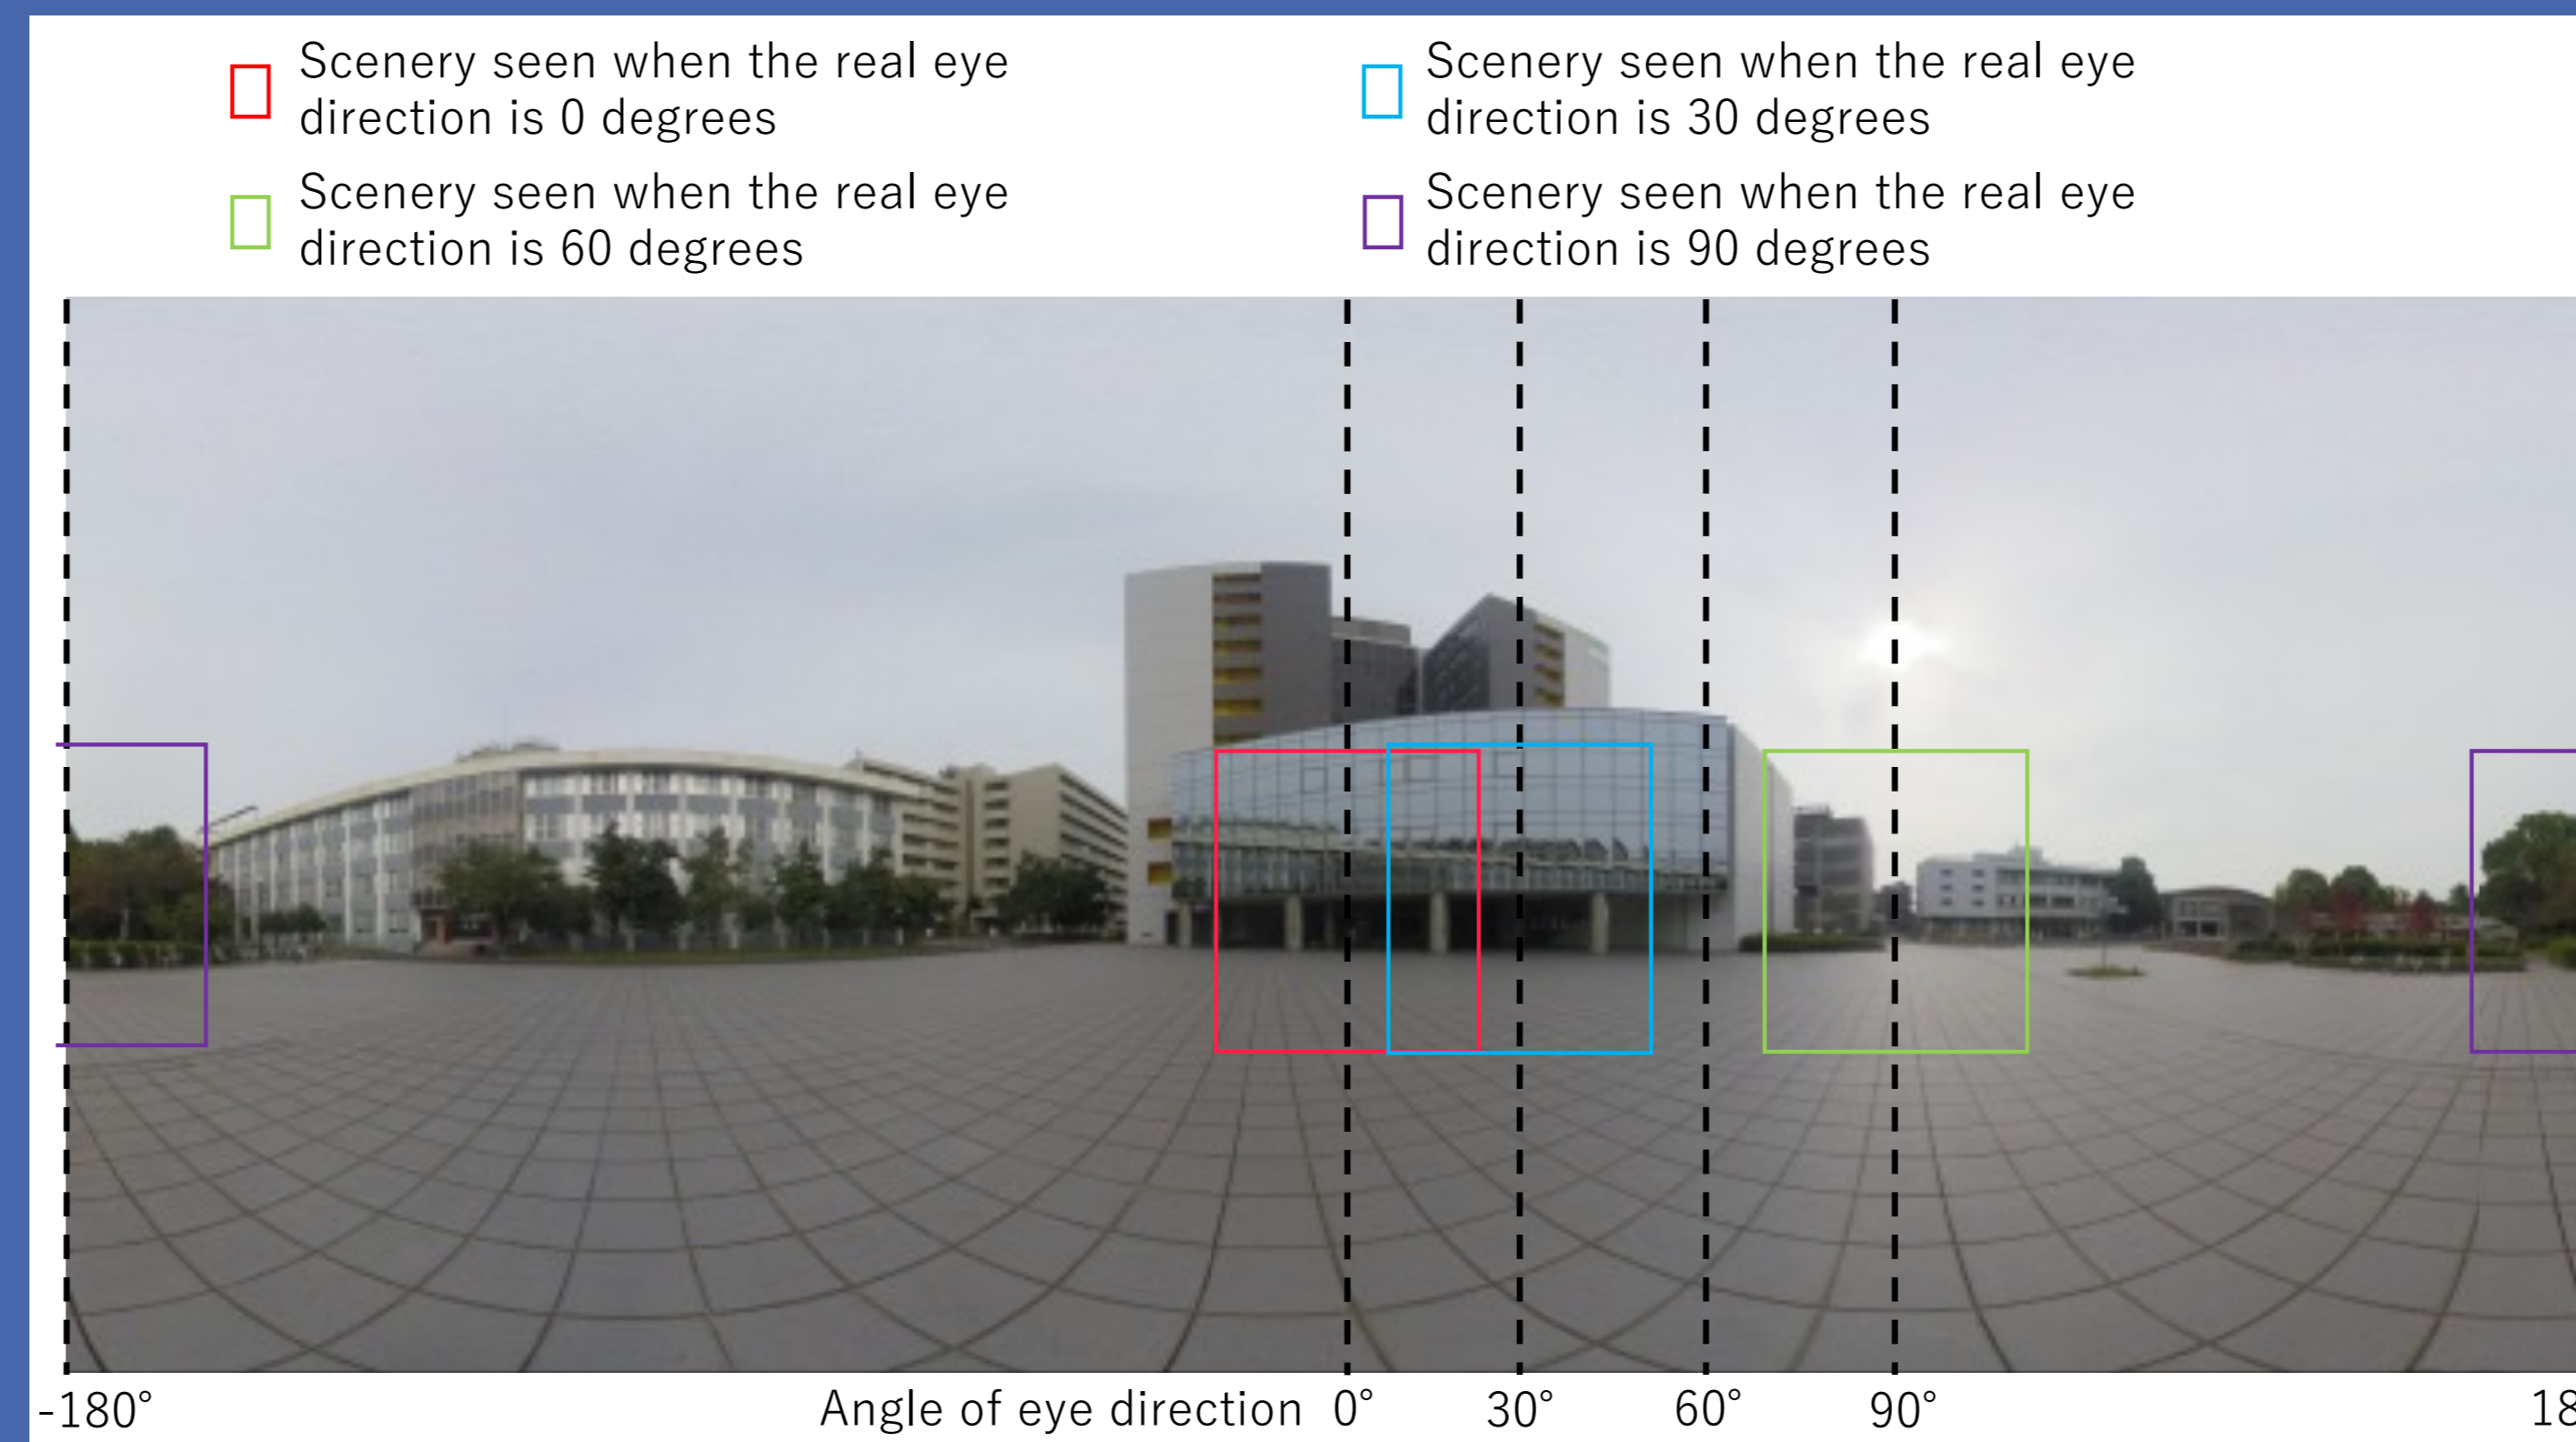 Scenery seen when the real eye
direction is 0 degrees
Scenery seen when the real eye
direction is 30 degrees
Scenery seen when the real eye
direction is 60 degrees
Scenery seen when the real eye
direction is 90 degrees
-180° Angle of eye direction 0° 30° 60° 90° 18